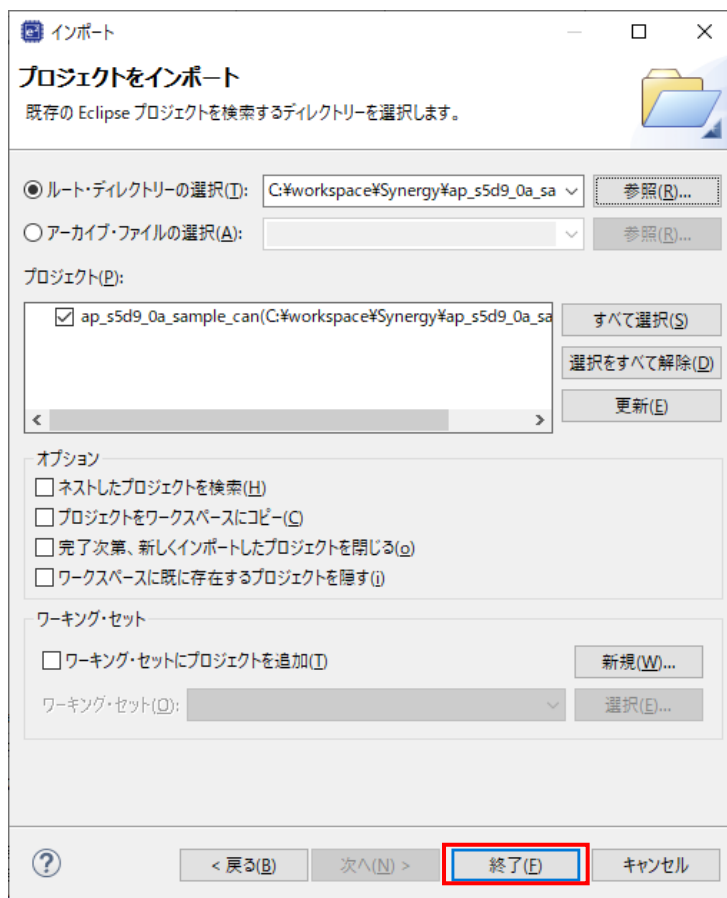 インポート
プロジェクトをインポート
既存の Eclipse プロジェクトを検索するディレクトリーを選択します。
ルート・ディレクトリーの選択(T): C:¥workspace¥Synergy¥ap_s5d9_0a_sa 参照(R)...
アーカイブ・ファイルの選択(A): 参照(R)...
プロジェクト(P):
ap_s5d9_0a_sample_can(C:¥workspace¥Synergy¥ap_s5d9_0a_sa
すべて選択(S)
選択をすべて解除(D)
更新(E)
オプション
ネストしたプロジェクトを検索(H)
プロジェクトをワークスペースにコピー(C)
完了次第、新しくインポートしたプロジェクトを閉じる(o)
ワークスペースに既に存在するプロジェクトを隠す(i)
ワーキング・セット
ワーキング・セットにプロジェクトを追加(T) 新規(W)...
ワーキング・セット(O): 選択(E)...
? < 戻る(B) 次へ(N) > 終了(F) キャンセル